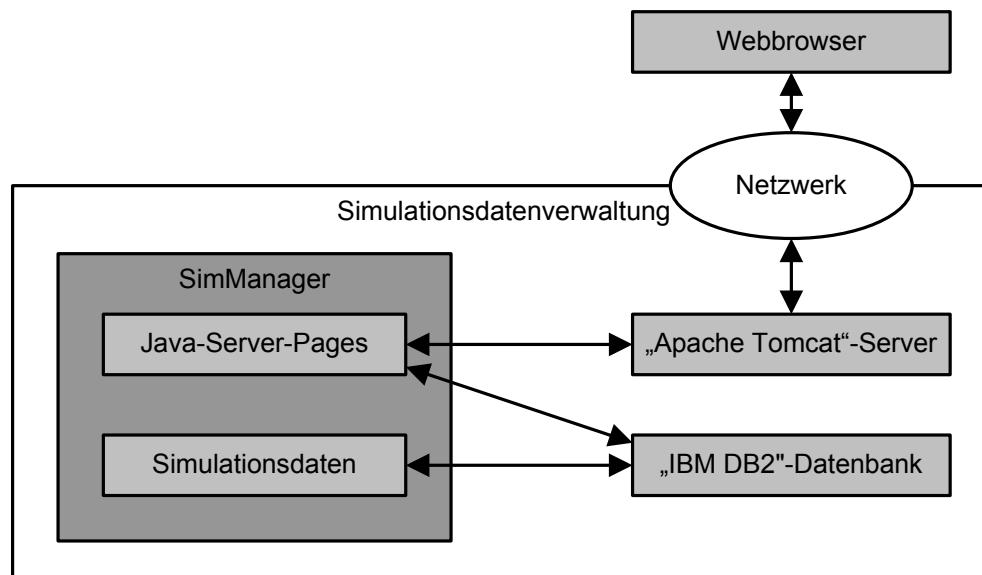 Webbrowser
Netzwerk
Simulationsdatenverwaltung
SimManager
Java-Server-Pages
„Apache Tomcat“-Server
Simulationsdaten
„IBM DB2"-Datenbank